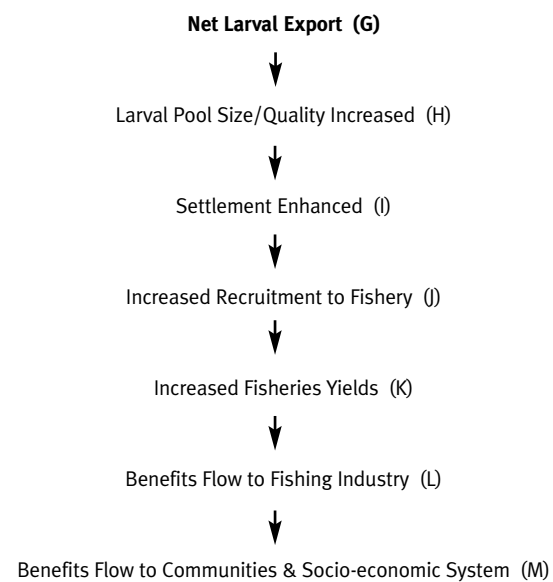 Net Larval Export (G)
Larval Pool Size/Quality Increased (H)
Settlement Enhanced (I)
Increased Recruitment to Fishery (J)
Increased Fisheries Yields (K)
Benefits Flow to Fishing Industry (L)
Benefits Flow to Communities & Socio-economic System (M)